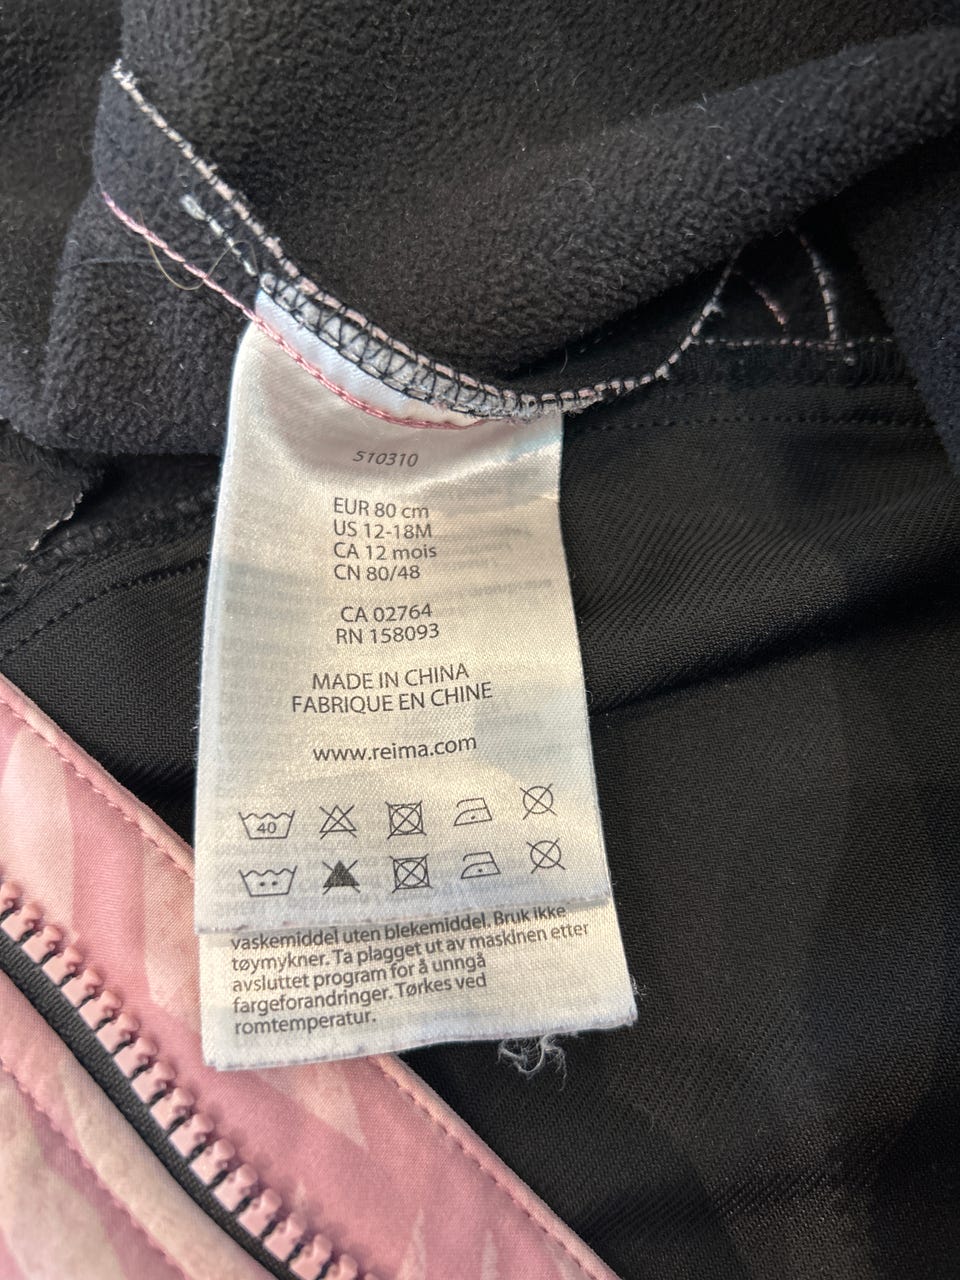 510310
EUR 80 cm
US 12-18M
CA 12 mois
CN 80/48
CA 02764
RN 158093
MADE IN CHINA
FABRIQUE EN CHINE
www.reima.com
40
vaskemiddel uten blekemiddel. Bruk ikke
tøymykner. Ta plagget ut av maskinen etter
avsluttet program for å unngå
fargeforandringer. Tørkes ved
romtemperatur.